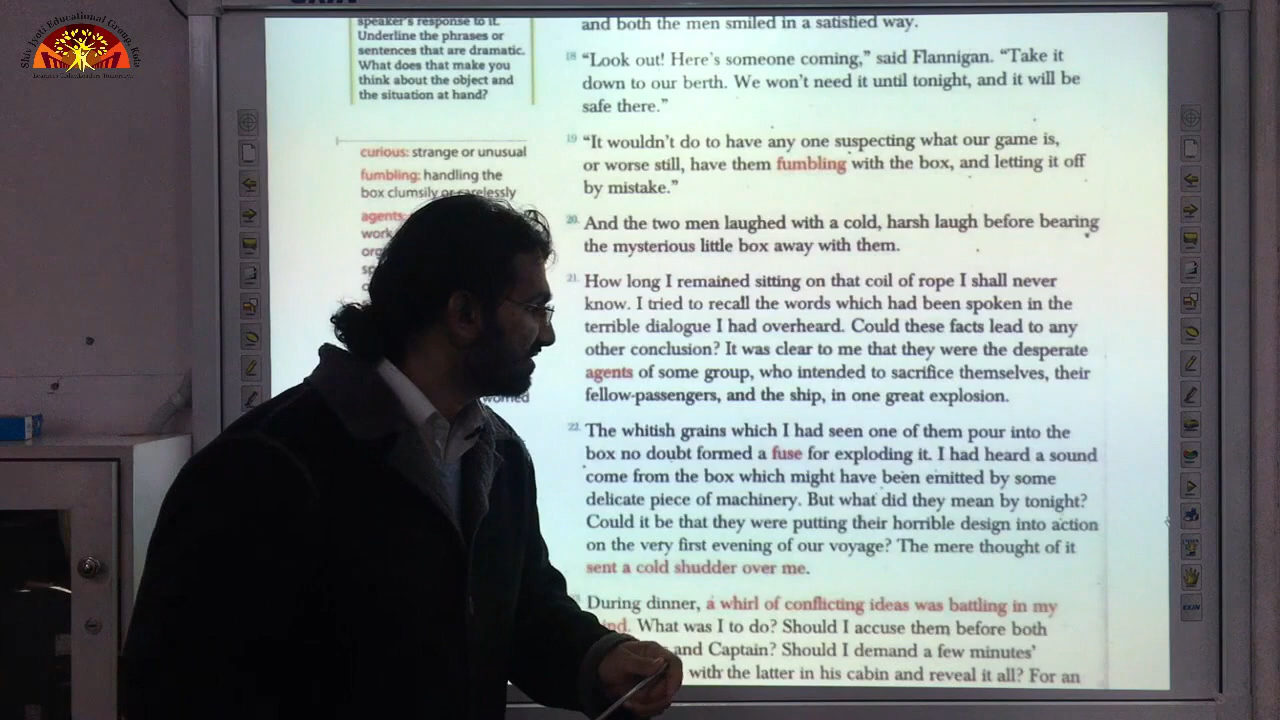 EKIN
Shiv Jyoti Educational Group, Kota
speaker's response to it.
Underline the phrases or
sentences that are dramatic.
What does that make you
think about the object and
the situation at hand?
curious: strange or unusual
fumbling: handling the
box clumsily or carelessly
agents:
work
org
sp
worried
and both the men smiled in a satisfied way.
18 “Look out! Here’s someone coming,” said Flannigan. “Take it
down to our berth. We won’t need it until tonight, and it will be
safe there.”
19 “It wouldn’t do to have any one suspecting what our game is,
or worse still, have them fumbling with the box, and letting it off
by mistake.”
20 And the two men laughed with a cold, harsh laugh before bearing
the mysterious little box away with them.
21 How long I remained sitting on that coil of rope I shall never
know. I tried to recall the words which had been spoken in the
terrible dialogue I had overheard. Could these facts lead to any
other conclusion? It was clear to me that they were the desperate
agents of some group, who intended to sacrifice themselves, their
fellow-passengers, and the ship, in one great explosion.
22 The whitish grains which I had seen one of them pour into the
box no doubt formed a fuse for exploding it. I had heard a sound
come from the box which might have been emitted by some
delicate piece of machinery. But what did they mean by tonight?
Could it be that they were putting their horrible design into action
on the very first evening of our voyage? The mere thought of it
sent a cold shudder over me.
During dinner, a whirl of conflicting ideas was battling in my
ind. What was I to do? Should I accuse them before both
and Captain? Should I demand a few minutes’
with the latter in his cabin and reveal it all? For an
EKIN